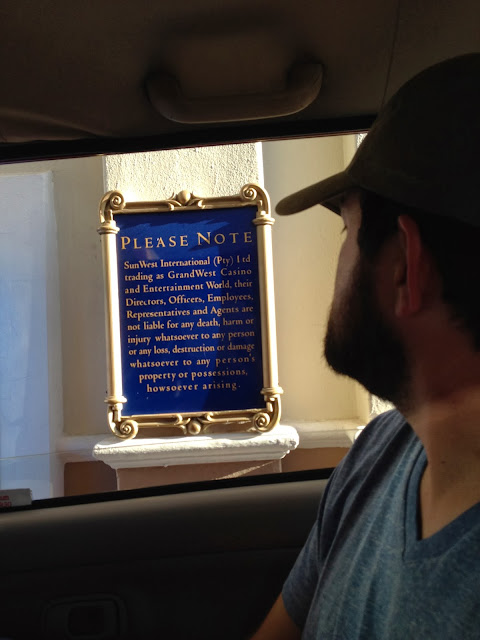 PLEASE NOTE
SunWest International (Pty) Ltd
trading as GrandWest Casino
and Entertainment World, their
Directors, Officers, Employees,
Representatives and Agents are
not liable for any death, harm or
injury whatsoever to any person
or any loss, destruction or damage
whatsoever to any person's
property or possessions,
howsoever arising.